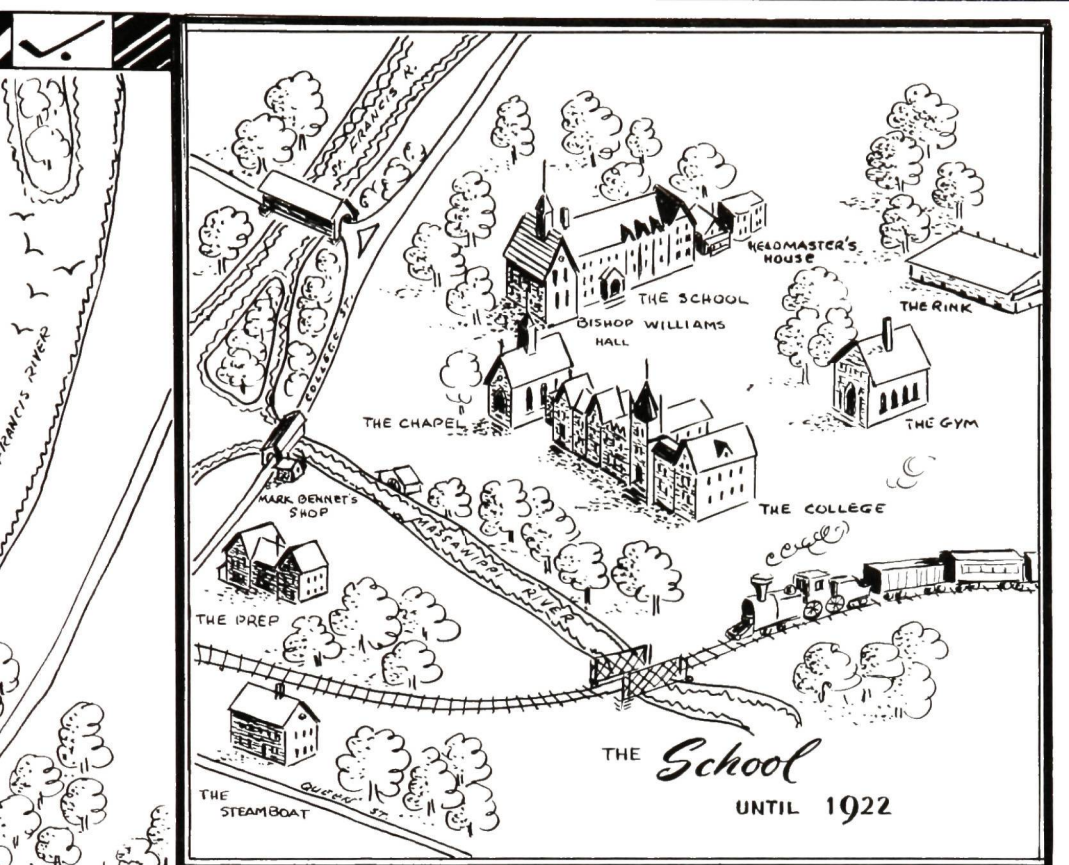 FRANCIS RIVER
ST. FRANCIS R.
COLLEGE ST.
HEADMASTER'S
HOUSE
THE SCHOOL
BISHOP WILLIAMS
HALL
THE RINK
THE CHAPEL
THE GYM
MARK BENNET'S
SHOP
THE COLLEGE
MASSAWIPPI RIVER
THE PREP
THE
STEAMBOAT
QUEEN ST.
THE School
UNTIL 1922